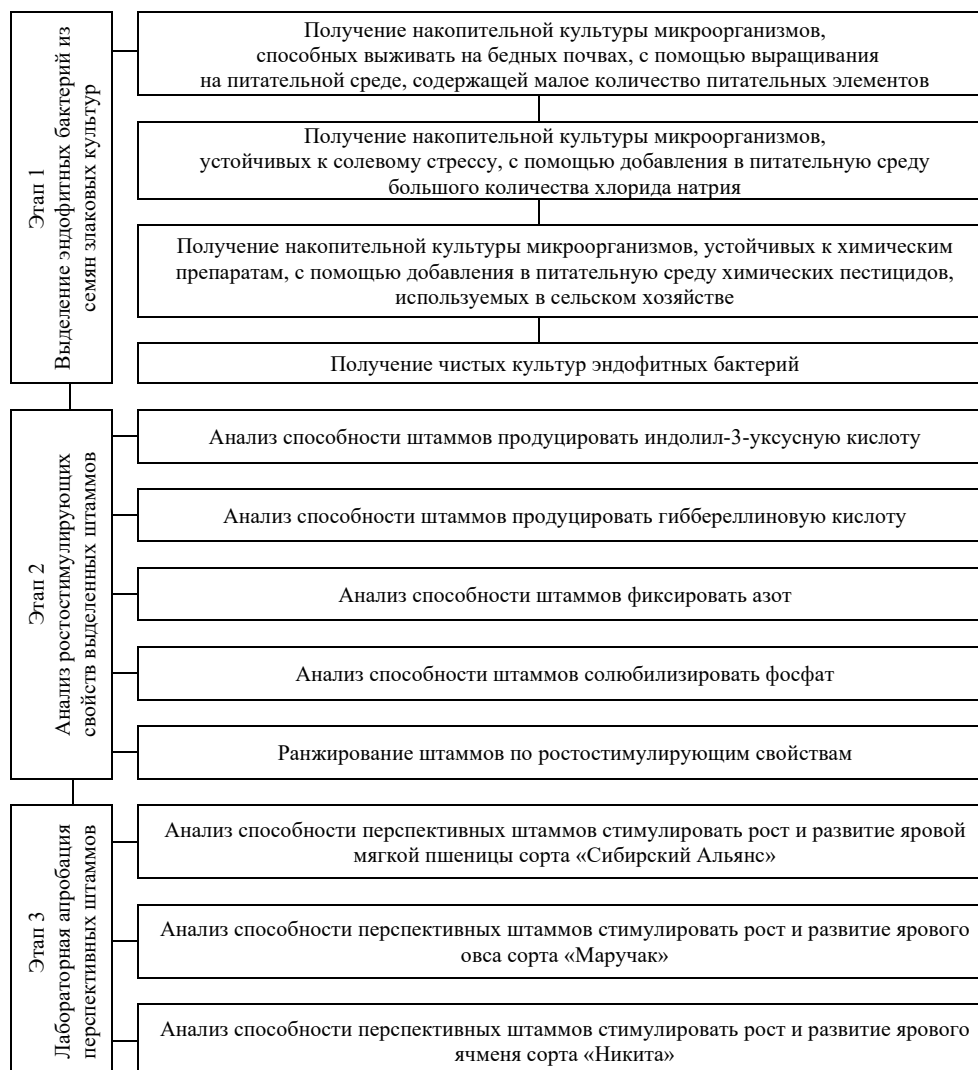 Этап 1
Выделение эндофитных бактерий из
семян злаковых культур
Получение накопительной культуры микроорганизмов,
способных выживать на бедных почвах, с помощью выращивания
на питательной среде, содержащей малое количество питательных элементов
Получение накопительной культуры микроорганизмов,
устойчивых к солевому стрессу, с помощью добавления в питательную среду
большого количества хлорида натрия
Получение накопительной культуры микроорганизмов, устойчивых к химическим
препаратам, с помощью добавления в питательную среду химических пестицидов,
используемых в сельском хозяйстве
Получение чистых культур эндофитных бактерий
Этап 2
Анализ ростостимулирующих
свойств выделенных штаммов
Анализ способности штаммов продуцировать индолил-3-уксусную кислоту
Анализ способности штаммов продуцировать гиббереллиновую кислоту
Анализ способности штаммов фиксировать азот
Анализ способности штаммов солюбилизировать фосфат
Ранжирование штаммов по ростостимулирующим свойствам
Этап 3
Лабораторная апробация
перспективных штаммов
Анализ способности перспективных штаммов стимулировать рост и развитие яровой
мягкой пшеницы сорта «Сибирский Альянс»
Анализ способности перспективных штаммов стимулировать рост и развитие ярового
овса сорта «Маручак»
Анализ способности перспективных штаммов стимулировать рост и развитие ярового
ячменя сорта «Никита»